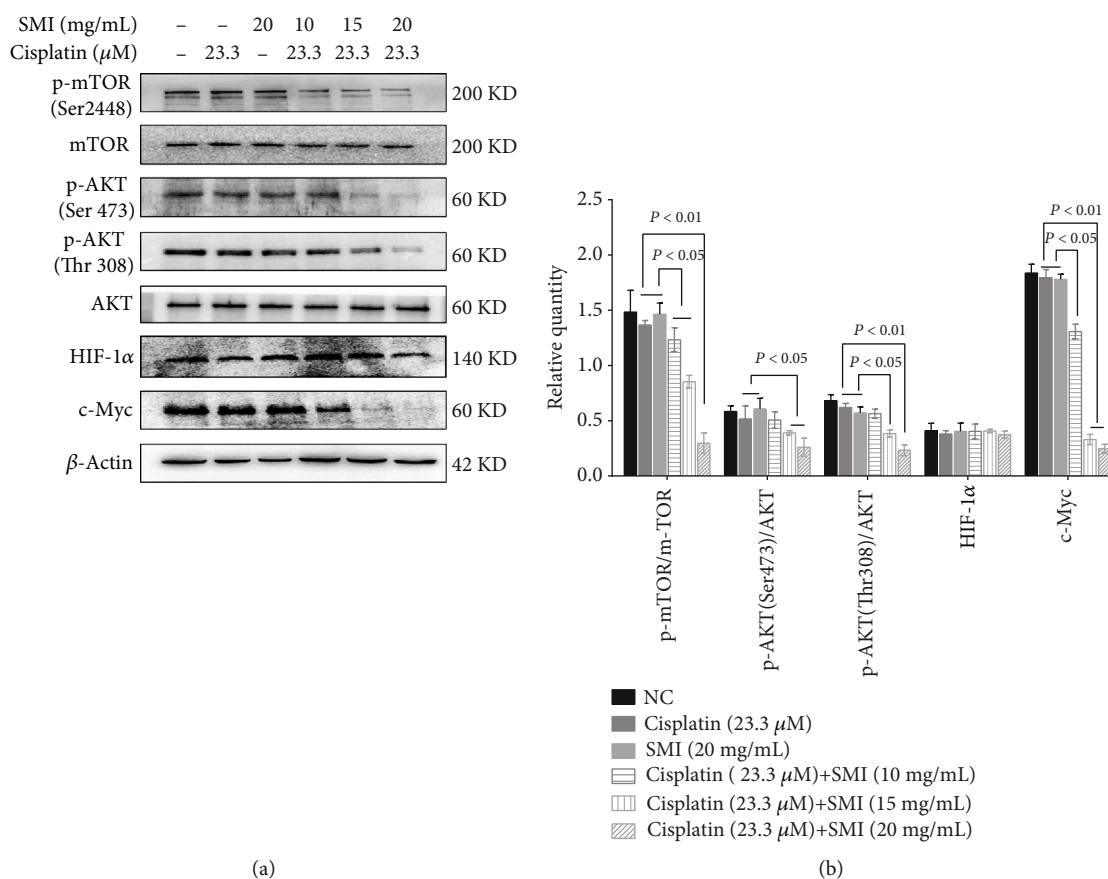 SMI (mg/mL) – – 20 10 15 20
Cisplatin (μM) – 23.3 – 23.3 23.3 23.3
p-mTOR
(Ser2448)
200 KD
mTOR
200 KD
p-AKT
(Ser 473)
60 KD
p-AKT
(Thr 308)
60 KD
AKT
60 KD
HIF-1α
140 KD
c-Myc
60 KD
β-Actin
42 KD
(a)
Relative quantity
2.5
2.0
1.5
1.0
0.5
0.0
P < 0.01
P < 0.05
P < 0.05
P < 0.01
P < 0.05
P < 0.01
P < 0.05
p-mTOR/m-TOR
p-AKT(Ser473)/AKT
p-AKT(Thr308)/AKT
HIF-1α
c-Myc
NC
Cisplatin (23.3 μM)
SMI (20 mg/mL)
Cisplatin ( 23.3 μM)+SMI (10 mg/mL)
Cisplatin (23.3 μM)+SMI (15 mg/mL)
Cisplatin (23.3 μM)+SMI (20 mg/mL)
(b)